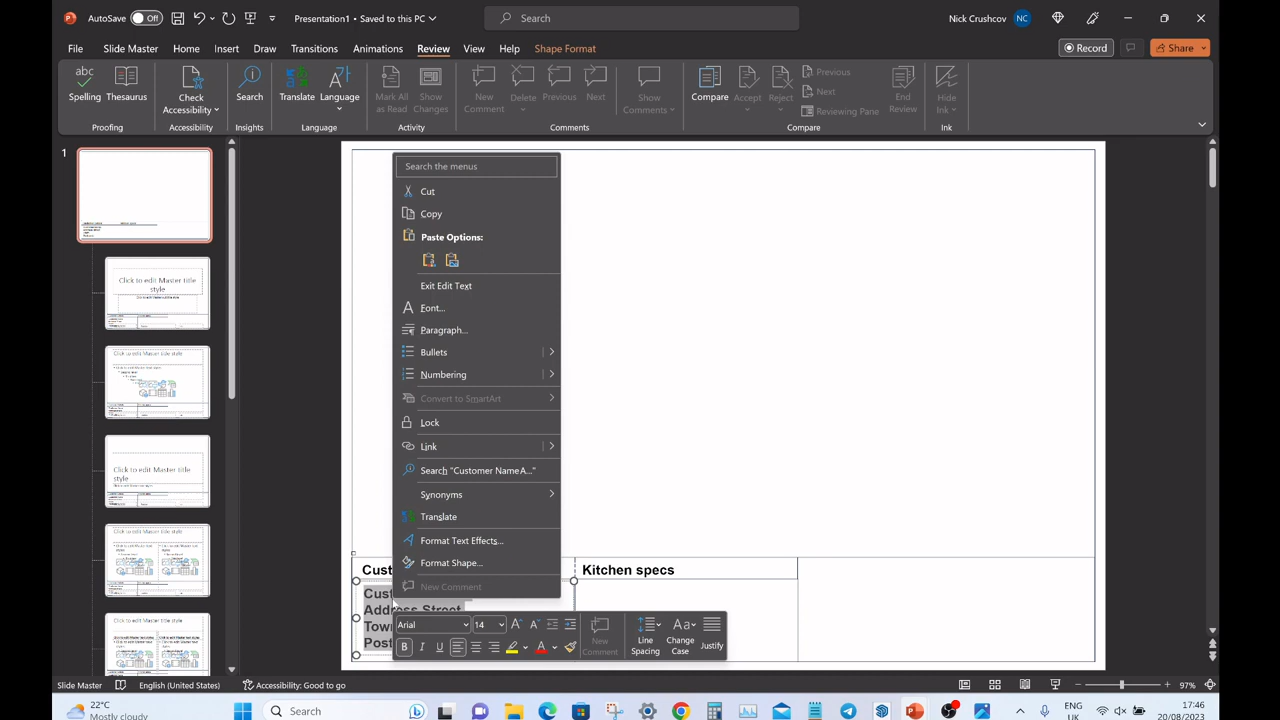 AutoSave Off Presentation1 • Saved to this PC Search Nick Crushcov NC
File Slide Master Home Insert Draw Transitions Animations Review View Help Shape Format Record Share
abc
Spelling Thesaurus Check Accessibility Search Translate Language Mark All as Read Show Changes New Comment Delete Previous Next Show Comments Compare Accept Reject Previous Next Reviewing Pane End Review Hide Ink
Proofing Accessibility Insights Language Activity Comments Compare Ink
1
Click to edit Master title style
Click to edit Master title style
Click to edit Master title style
Click to edit Master title style
Click to edit Master title style
Search the menus
Cut
Copy
Paste Options:
Exit Edit Text
Font...
Paragraph...
Bullets
Numbering
Convert to SmartArt
Lock
Link
Search "Customer NameA..."
Synonyms
Translate
Format Text Effects...
Format Shape...
New Comment
Cust Kitchen specs
Cust
Address Street
Town
Post
Arial 14 New Comment Line Spacing Change Case Justify
B I U A
Slide Master English (United States) Accessibility: Good to go 97%
22°C
Mostly cloudy
Search
ENG
UK
17:46
20/08/2023